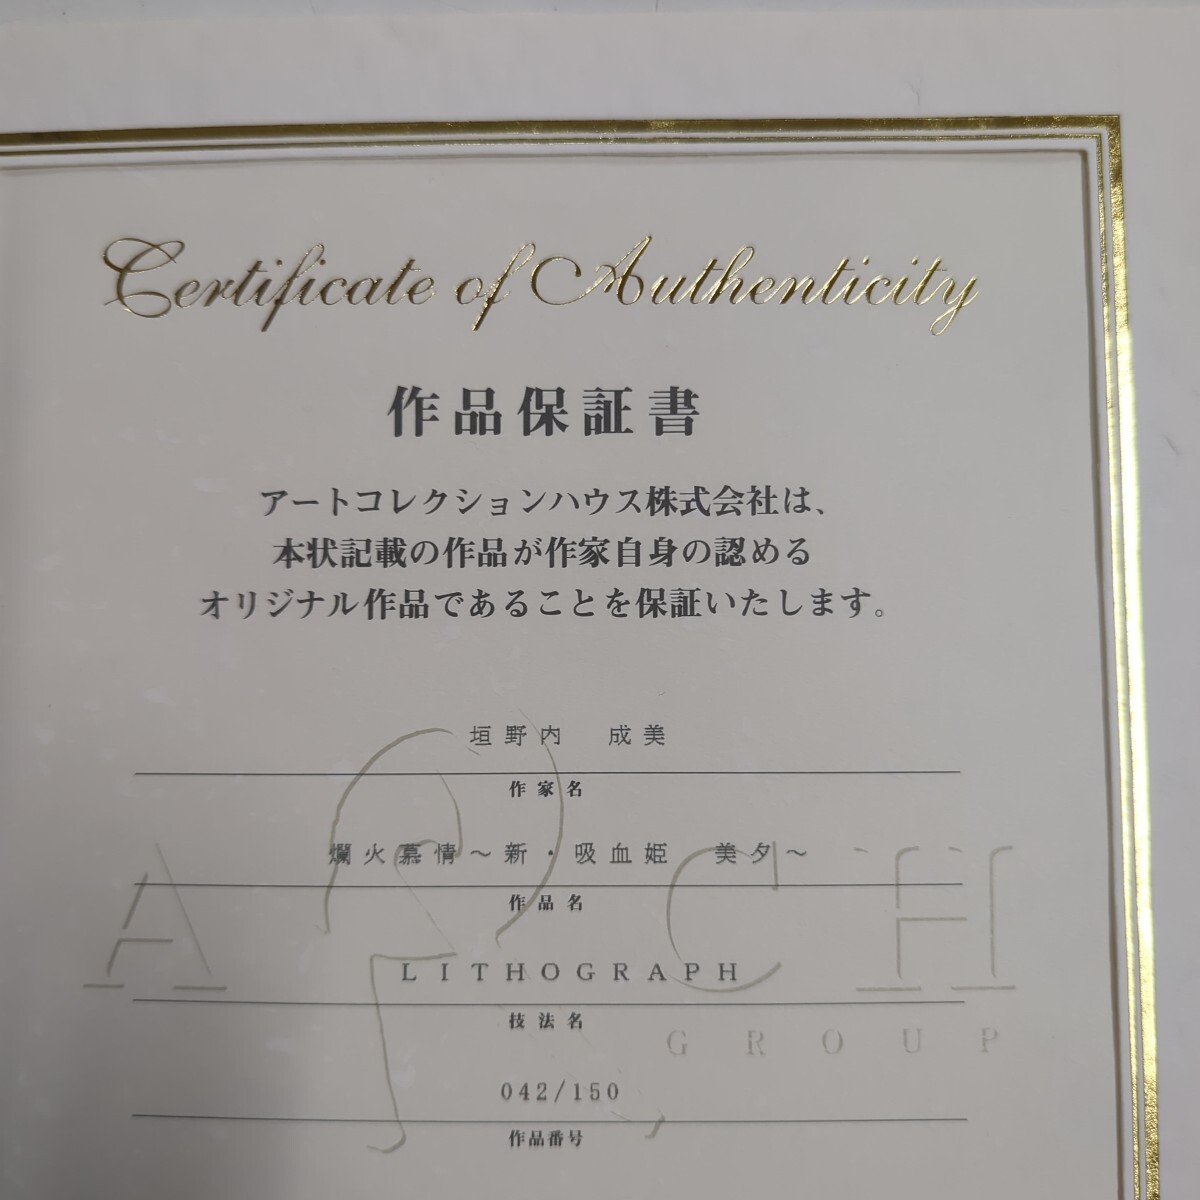 Certificate of Authenticity
作品保証書
アートコレクションハウス株式会社は、
本状記載の作品が作家自身の認める
オリジナル作品であることを保証いたします。
垣野内 成美
作家名
爛火慕情～新・吸血姫 美夕～
作品名
ARCH
LITHOGRAPH
技法名
GROUP
042/150
作品番号